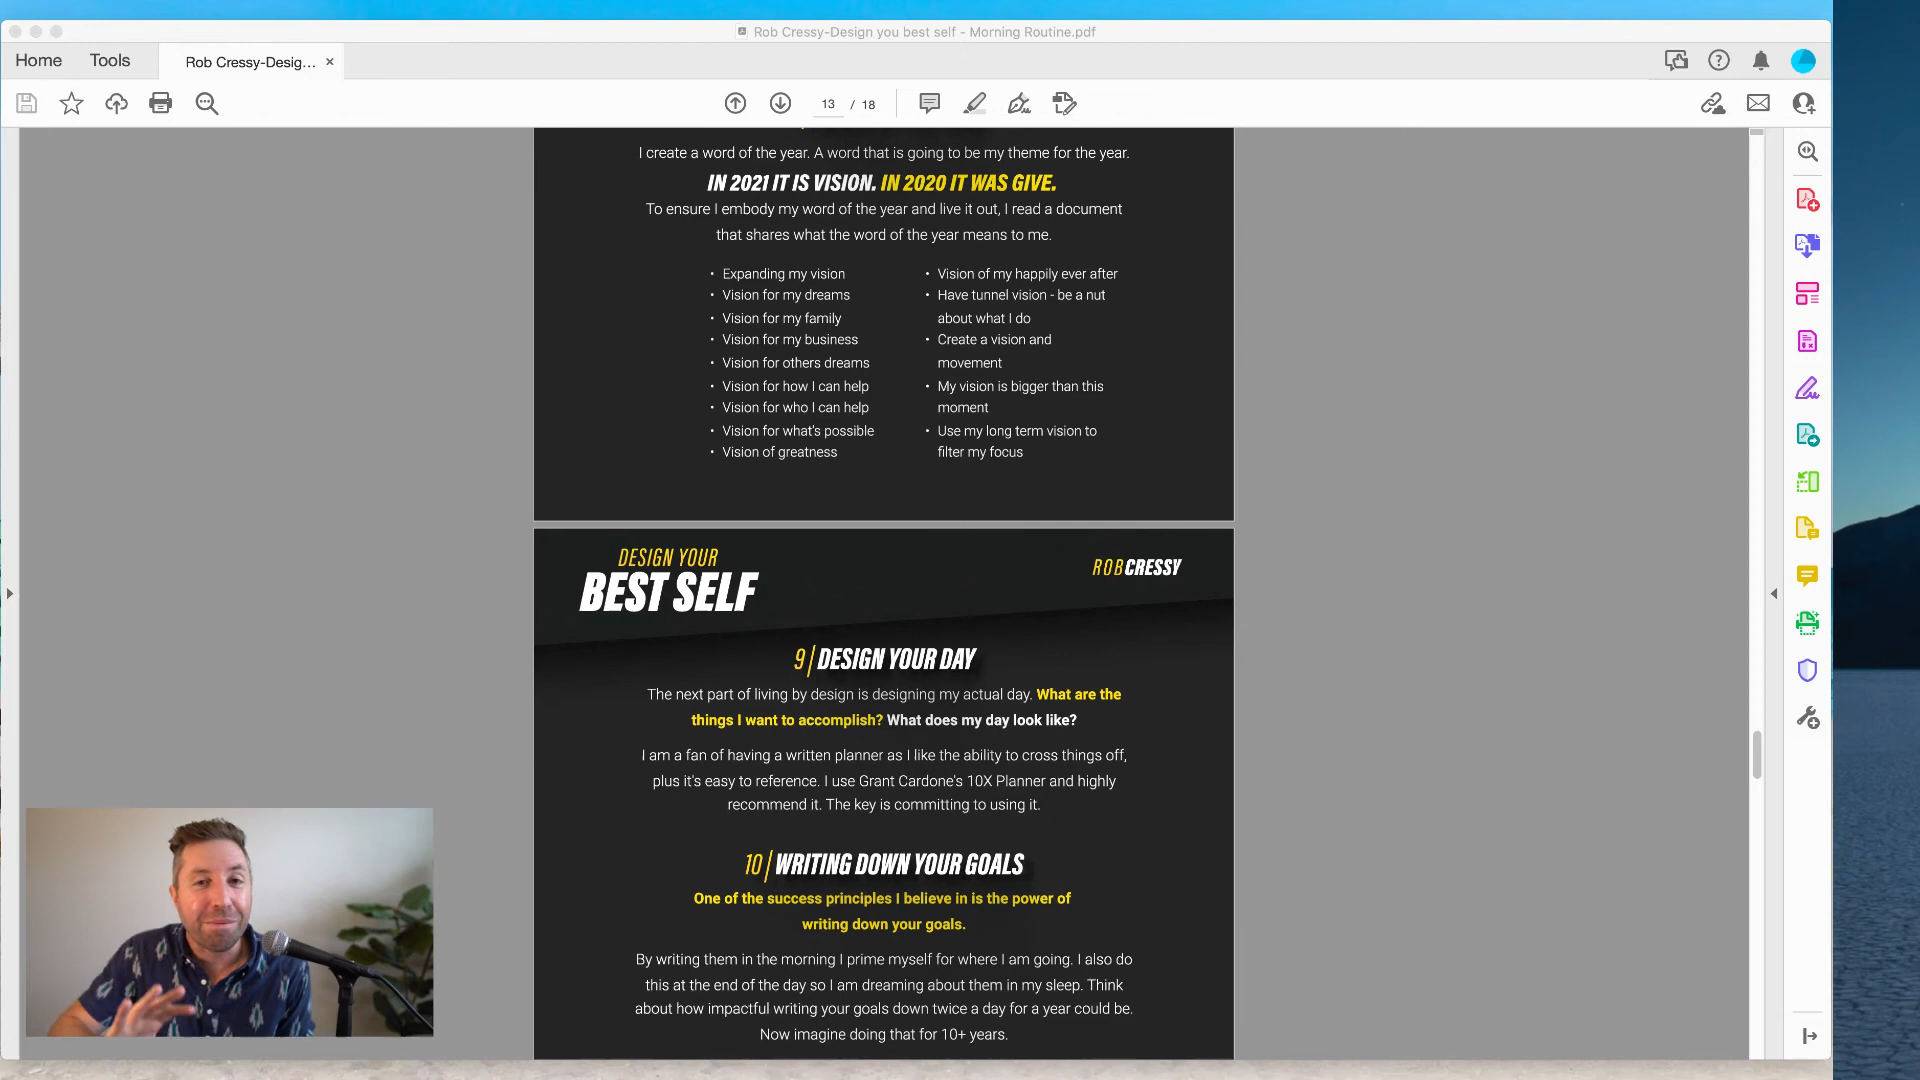 Rob Cressy-Design you best self - Morning Routine.pdf
Home
Tools
Rob Cressy-Desig... ×
13 / 18
I create a word of the year. A word that is going to be my theme for the year.
IN 2021 IT IS VISION. IN 2020 IT WAS GIVE.
To ensure I embody my word of the year and live it out, I read a document
that shares what the word of the year means to me.
• Expanding my vision
• Vision for my dreams
• Vision for my family
• Vision for my business
• Vision for others dreams
• Vision for how I can help
• Vision for who I can help
• Vision for what's possible
• Vision of greatness
• Vision of my happily ever after
• Have tunnel vision - be a nut
about what I do
• Create a vision and
movement
• My vision is bigger than this
moment
• Use my long term vision to
filter my focus
DESIGN YOUR
BEST SELF
ROBCRESSY
9| DESIGN YOUR DAY
The next part of living by design is designing my actual day. What are the
things I want to accomplish? What does my day look like?
I am a fan of having a written planner as I like the ability to cross things off,
plus it's easy to reference. I use Grant Cardone's 10X Planner and highly
recommend it. The key is committing to using it.
10| WRITING DOWN YOUR GOALS
One of the success principles I believe in is the power of
writing down your goals.
By writing them in the morning I prime myself for where I am going. I also do
this at the end of the day so I am dreaming about them in my sleep. Think
about how impactful writing your goals down twice a day for a year could be.
Now imagine doing that for 10+ years.